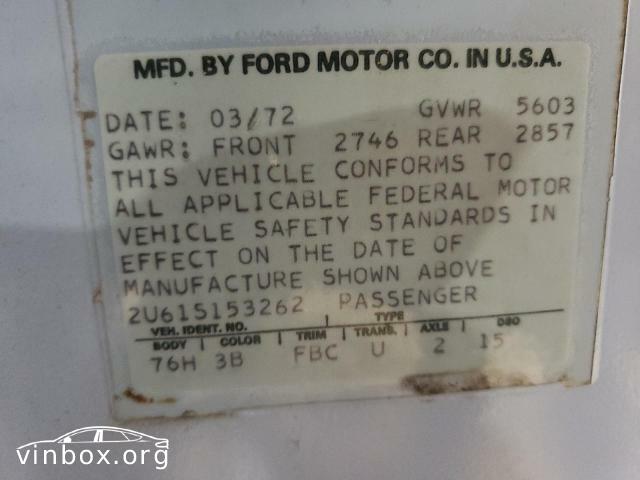 MFD. BY FORD MOTOR CO. IN U.S.A.
DATE: 03/72 GVWR 5603
GAWR: FRONT 2746 REAR 2857
THIS VEHICLE CONFORMS TO
ALL APPLICABLE FEDERAL MOTOR
VEHICLE SAFETY STANDARDS IN
EFFECT ON THE DATE OF
MANUFACTURE SHOWN ABOVE
2U61S153262 PASSENGER
VEH. IDENT. NO. | TYPE
BODY | COLOR | TRIM | TRANS. | AXLE | DSO
76H 3B FBC U 2 15
vinbox.org